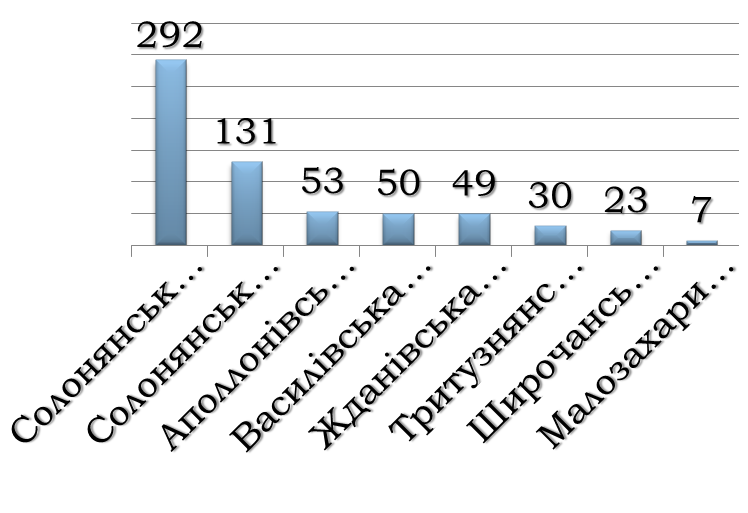 292
131
53
50
49
30
23
7
Солонянськ...
Солонянськ...
Аполлонівсь...
Василівська...
Жданівська...
Тритузнянс...
Широчансь...
Малозахари...